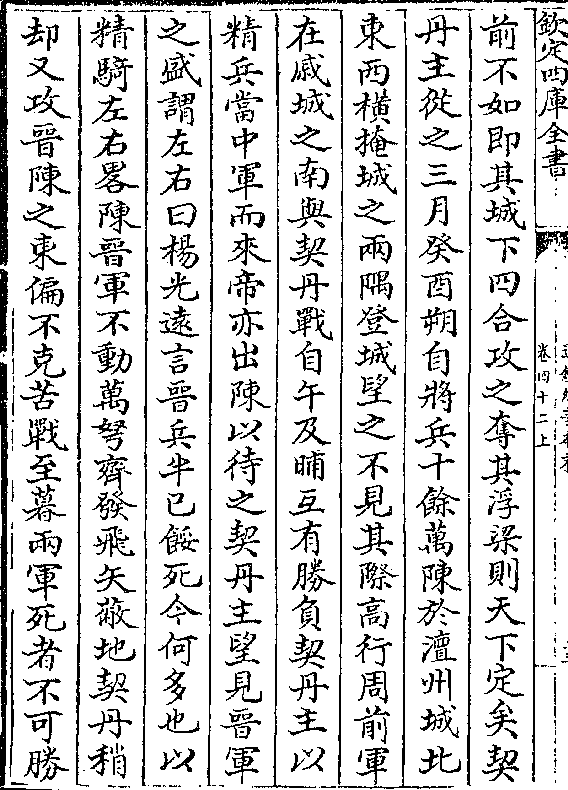 欽定四庫全書
卷四十二上
前不如即其城下四合攻之奪其浮梁則天下定矣契
丹主從之三月癸酉朔自將兵十餘萬陳於澶州城北
東西横掩城之兩隅登城望之不見其際高行周前軍
在戚城之南與契丹戰自午及晡互有勝負契丹主以
精兵當中軍而來帝亦出陳以待之契丹主望見晉軍
之盛謂左右曰楊光遠言晉兵半已餒死今何多也以
精騎左右畧陳晉軍不動萬弩齊發飛矢蔽地契丹稍
却又攻晉陳之東偏不克苦戰至暮兩軍死者不可勝